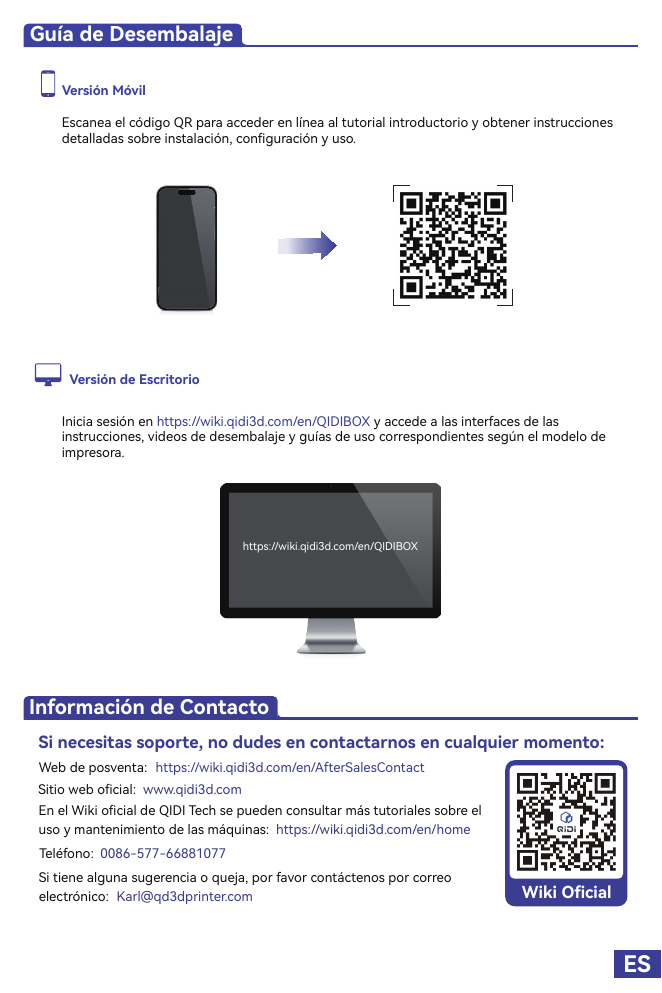 Guía de Desembalaje
Versión Móvil
Escanea el código QR para acceder en línea al tutorial introductorio y obtener instrucciones
detalladas sobre instalación, configuración y uso.
Versión de Escritorio
Inicia sesión en https://wiki.qidi3d.com/en/QIDIBOX y accede a las interfaces de las
instrucciones, videos de desembalaje y guías de uso correspondientes según el modelo de
impresora.
https://wiki.qidi3d.com/en/QIDIBOX
Información de Contacto
Si necesitas soporte, no dudes en contactarnos en cualquier momento:
Web de posventa: https://wiki.qidi3d.com/en/AfterSalesContact
Sitio web oficial: www.qidi3d.com
En el Wiki oficial de QIDI Tech se pueden consultar más tutoriales sobre el
uso y mantenimiento de las máquinas: https://wiki.qidi3d.com/en/home
Teléfono: 0086-577-66881077
Si tiene alguna sugerencia o queja, por favor contáctenos por correo
electrónico: Karl@qd3dprinter.com
QIDI
Wiki Oficial
ES